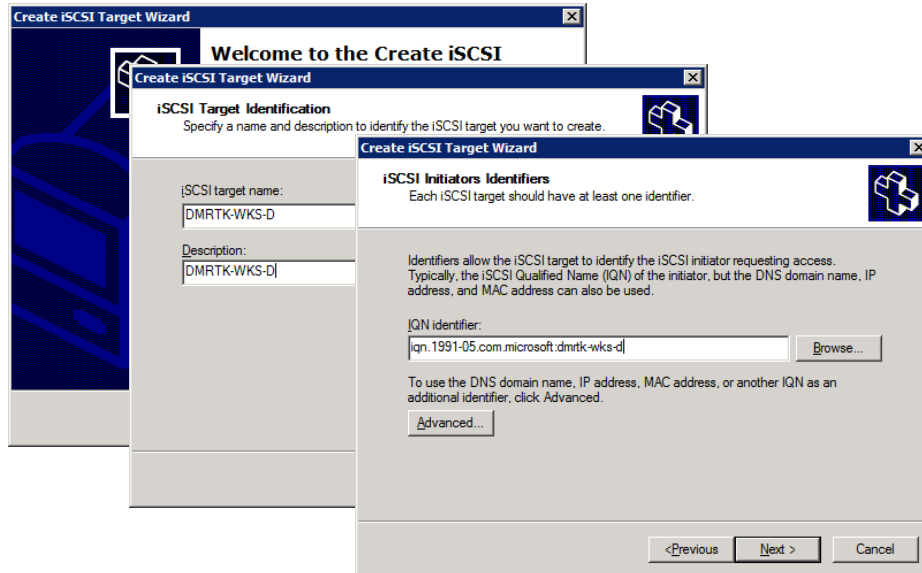 Create iSCSI Target Wizard
Welcome to the Create iSCSI
Create iSCSI Target Wizard
iSCSI Target Identification
Specify a name and description to identify the iSCSI target you want to create.
iSCSI target name:
DMRTK-WKS-D
Description:
DMRTK-WKS-D
Create iSCSI Target Wizard
iSCSI Initiators Identifiers
Each iSCSI target should have at least one identifier.
Identifiers allow the iSCSI target to identify the iSCSI initiator requesting access.
Typically, the iSCSI Qualified Name (IQN) of the initiator, but the DNS domain name, IP
address, and MAC address can also be used.
IQN identifier:
iqn.1991-05.com.microsoft:dmrtk-wks-d
Browse...
To use the DNS domain name, IP address, MAC address, or another IQN as an
additional identifier, click Advanced.
Advanced...
<Previous Next > Cancel